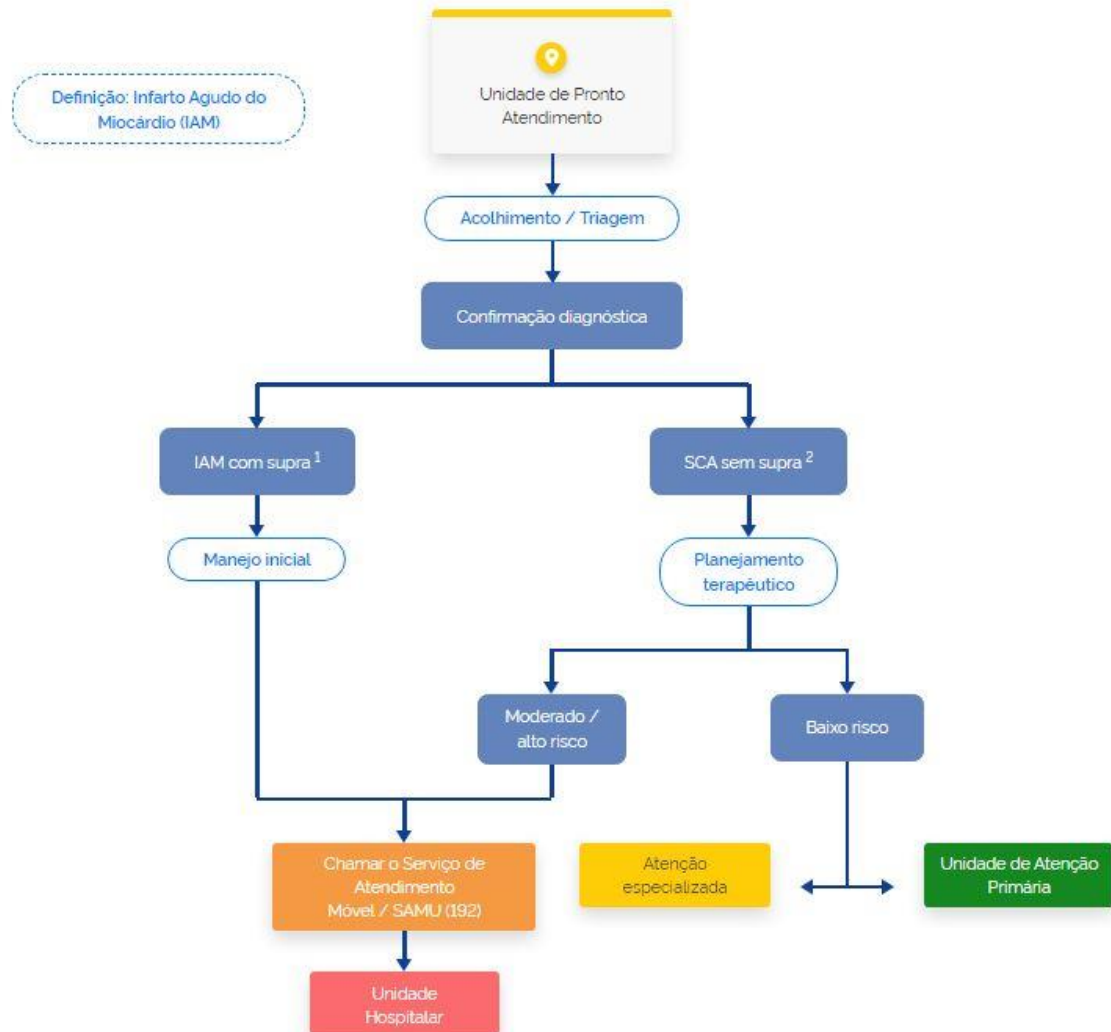 Definição: Infarto Agudo do
Miocárdio (IAM)
Unidade de Pronto
Atendimento
Acolhimento / Triagem
Confirmação diagnóstica
IAM com supra 1
SCA sem supra 2
Manejo inicial
Planejamento
terapêutico
Moderado /
alto risco
Baixo risco
Chamar o Serviço de
Atendimento
Móvel / SAMU (192)
Atenção
especializada
Unidade de Atenção
Primária
Unidade
Hospitalar